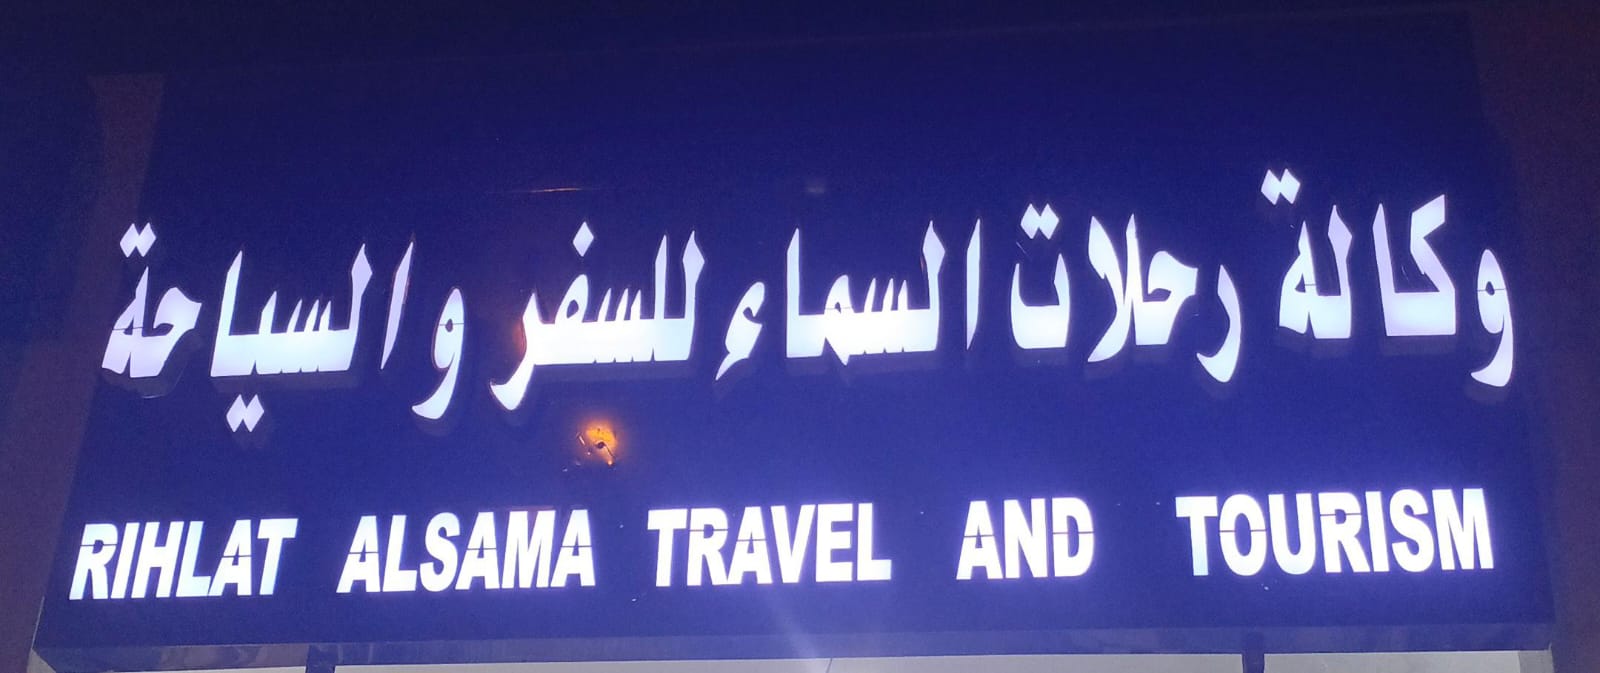 وكالة رحلات السماء للسفر والسياحة
RIHLAT ALSAMA TRAVEL AND TOURISM